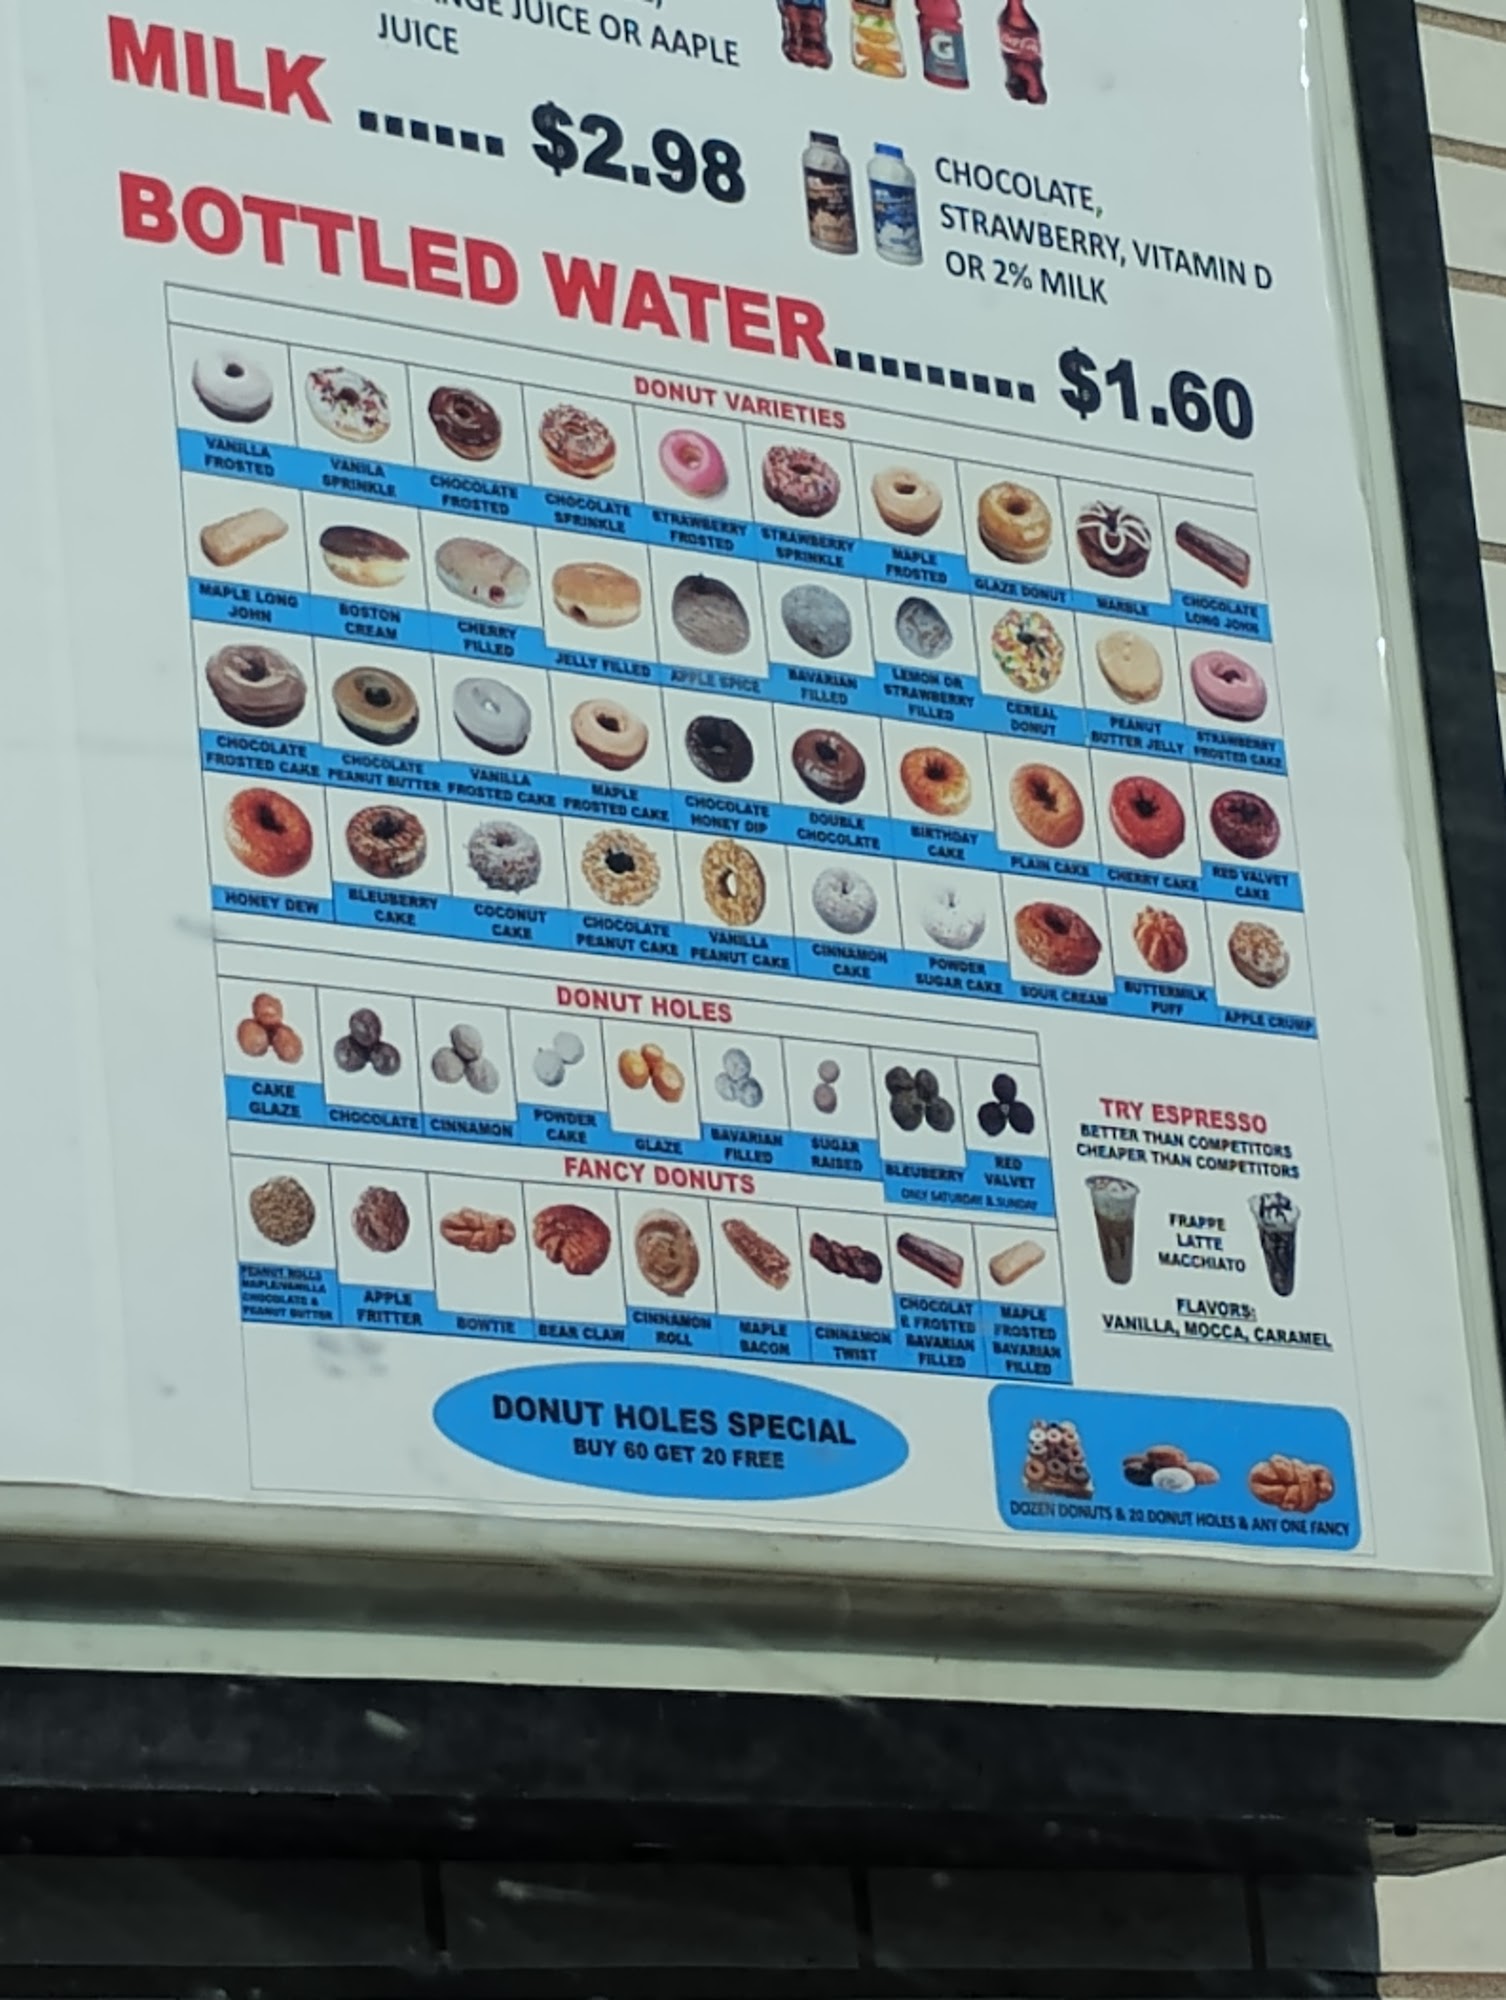 JUICE OR AAPLE
JUICE
MILK ...... $2.98
CHOCOLATE,
STRAWBERRY, VITAMIN D
OR 2% MILK
BOTTLED WATER.......... $1.60
DONUT VARIETIES
VANILLA
FROSTED
VANILA
SPRINKLE
CHOCOLATE
FROSTED
CHOCOLATE
SPRINKLE
STRAWBERRY
FROSTED
STRAWBERRY
SPRINKLE
MAPLE
FROSTED
GLAZE DONUT
MARBLE
CHOCOLATE
LONG JOHN
MAPLE LONG
JOHN
BOSTON
CREAM
CHERRY
FILLED
JELLY FILLED
APPLE SPICE
BAVARIAN
FILLED
LEMON OR
STRAWBERRY
FILLED
CEREAL
DONUT
PEANUT
BUTTER JELLY
STRAWBERRY
FROSTED CAKE
CHOCOLATE
FROSTED CAKE
CHOCOLATE
PEANUT BUTTER
VANILLA
FROSTED CAKE
MAPLE
FROSTED CAKE
CHOCOLATE
HONEY DIP
DOUBLE
CHOCOLATE
BIRTHDAY
CAKE
PLAIN CAKE
CHERRY CAKE
RED VALVET
CAKE
HONEY DEW
BLEUBERRY
CAKE
COCONUT
CAKE
CHOCOLATE
PEANUT CAKE
VANILLA
PEANUT CAKE
CINNAMON
CAKE
POWDER
SUGAR CAKE
SOUR CREAM
BUTTERMILK
PUFF
APPLE CRUMP
DONUT HOLES
CAKE
GLAZE
CHOCOLATE
CINNAMON
POWDER
CAKE
GLAZE
BAVARIAN
FILLED
SUGAR
RAISED
BLEUBERRY
RED
VALVET
ONLY SATURDAY & SUNDAY
FANCY DONUTS
PEANUT ROLLS
MAPLE/VANILLA
CHOCOLATE &
PEANUT BUTTER
APPLE
FRITTER
BOWTIE
BEAR CLAW
CINNAMON
ROLL
MAPLE
BACON
CINNAMON
TWIST
CHOCOLAT
E FROSTED
BAVARIAN
FILLED
MAPLE
FROSTED
BAVARIAN
FILLED
TRY ESPRESSO
BETTER THAN COMPETITORS
CHEAPER THAN COMPETITORS
FRAPPE
LATTE
MACCHIATO
FLAVORS:
VANILLA, MOCCA, CARAMEL
DONUT HOLES SPECIAL
BUY 60 GET 20 FREE
DOZEN DONUTS & 20 DONUT HOLES & ANY ONE FANCY